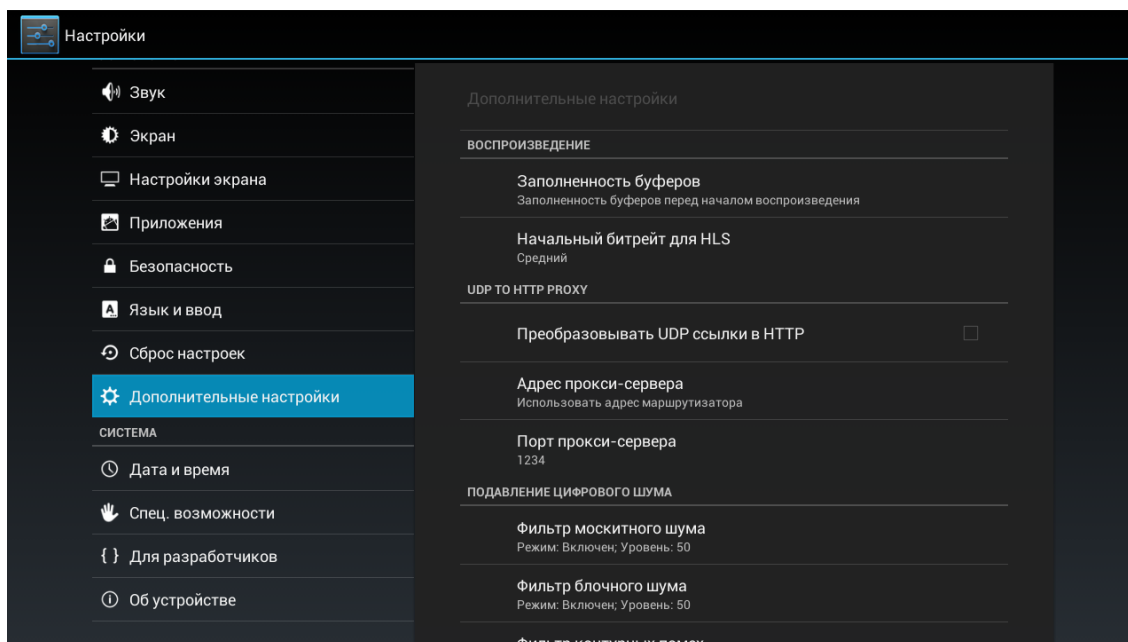 Настройки
Звук
Экран
Настройки экрана
Приложения
Безопасность
Язык и ввод
Сброс настроек
Дополнительные настройки
СИСТЕМА
Дата и время
Спец. возможности
Для разработчиков
Об устройстве
Дополнительные настройки
ВОСПРОИЗВЕДЕНИЕ
Заполненность буферов
Заполненность буферов перед началом воспроизведения
Начальный битрейт для HLS
Средний
UDP TO HTTP PROXY
Преобразовывать UDP ссылки в HTTP
Адрес прокси-сервера
Использовать адрес маршрутизатора
Порт прокси-сервера
1234
ПОДАВЛЕНИЕ ЦИФРОВОГО ШУМА
Фильтр москитного шума
Режим: Включен; Уровень: 50
Фильтр блочного шума
Режим: Включен; Уровень: 50
Фильтр контурных помех